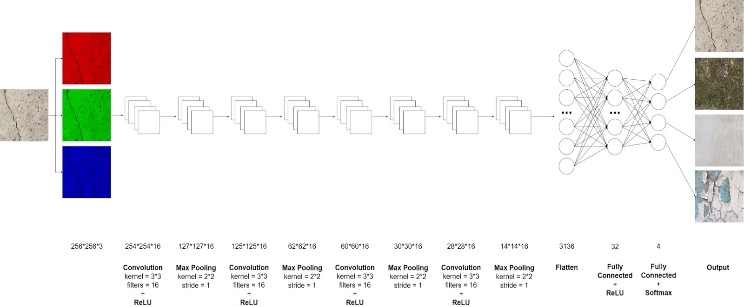 256*256*3 254*254*16 127*127*16 125*125*16 62*62*16 60*60*16 30*30*16 28*28*16 14*14*16 3136 32 4 Output
Convolution
kernel = 3*3
filters = 16
+
ReLU
Max Pooling
kernel = 2*2
stride = 1
Convolution
kernel = 3*3
filters = 16
+
ReLU
Max Pooling
kernel = 2*2
stride = 1
Convolution
kernel = 3*3
filters = 16
+
ReLU
Max Pooling
kernel = 2*2
stride = 1
Convolution
kernel = 3*3
filters = 16
+
ReLU
Max Pooling
kernel = 2*2
stride = 1
Flatten
Fully
Connected
+
ReLU
Fully
Connected
+
Softmax